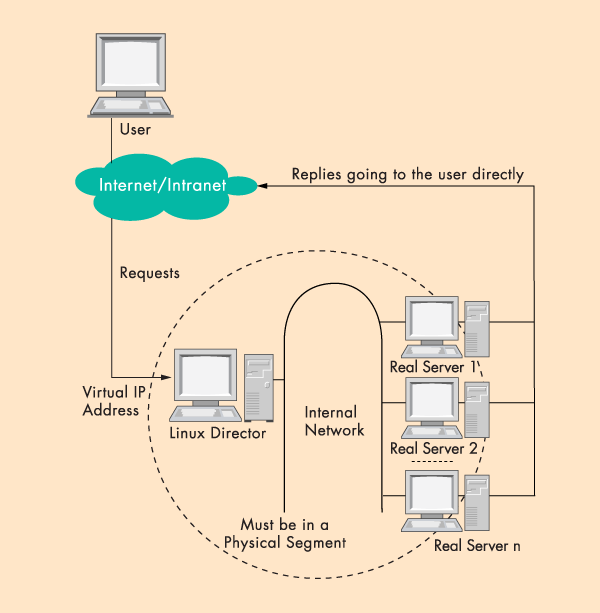 User
Internet/Intranet
Replies going to the user directly
Requests
Virtual IP
Address
Linux Director
Internal
Network
Real Server 1
Real Server 2
Real Server n
Must be in a
Physical Segment